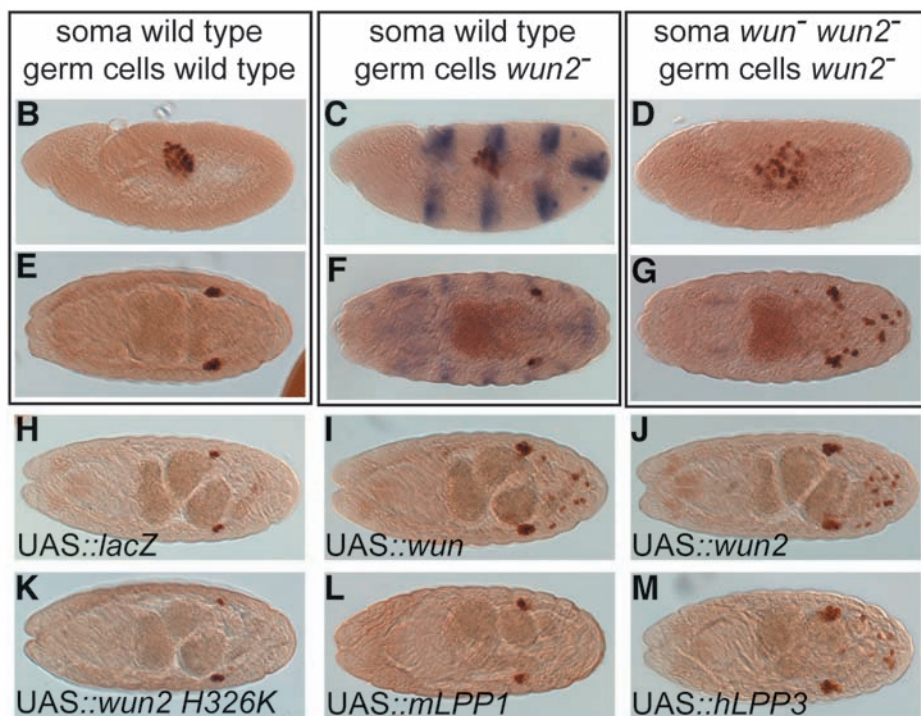 soma wild type
germ cells wild type
soma wild type
germ cells wun2⁻
soma wun⁻ wun2⁻
germ cells wun2⁻
B
C
D
E
F
G
H
UAS::lacZ
I
UAS::wun
J
UAS::wun2
K
UAS::wun2 H326K
L
UAS::mLPP1
M
UAS::hLPP3